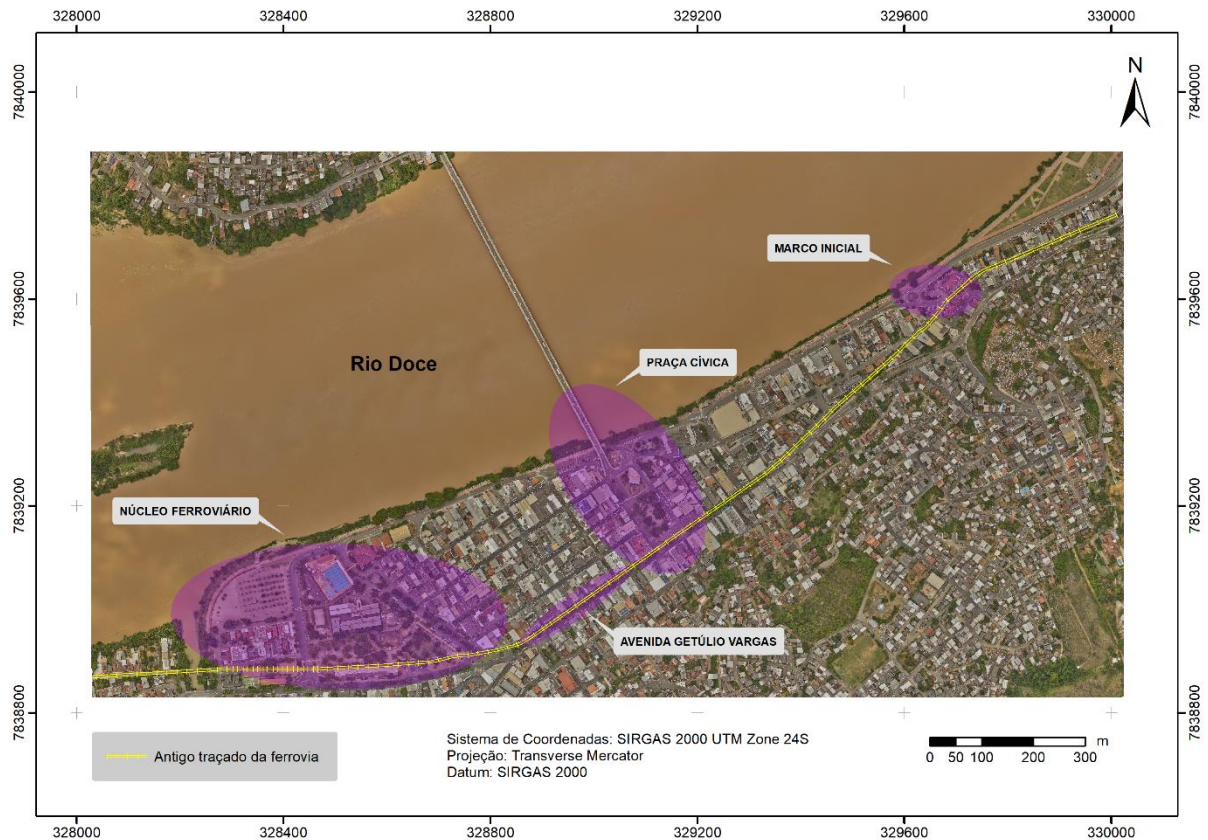 328000 328400 328800 329200 329600 330000
N
7840000 7840000
MARCO INICIAL
7839600 7839600
PRAÇA CÍVICA
Rio Doce
NÚCLEO FERROVIÁRIO
7839200 7839200
AVENIDA GETÚLIO VARGAS
7838800 7838800
Antigo traçado da ferrovia
Sistema de Coordenadas: SIRGAS 2000 UTM Zone 24S
Projeção: Transverse Mercator
Datum: SIRGAS 2000
m
0 50 100 200 300
328000 328400 328800 329200 329600 330000